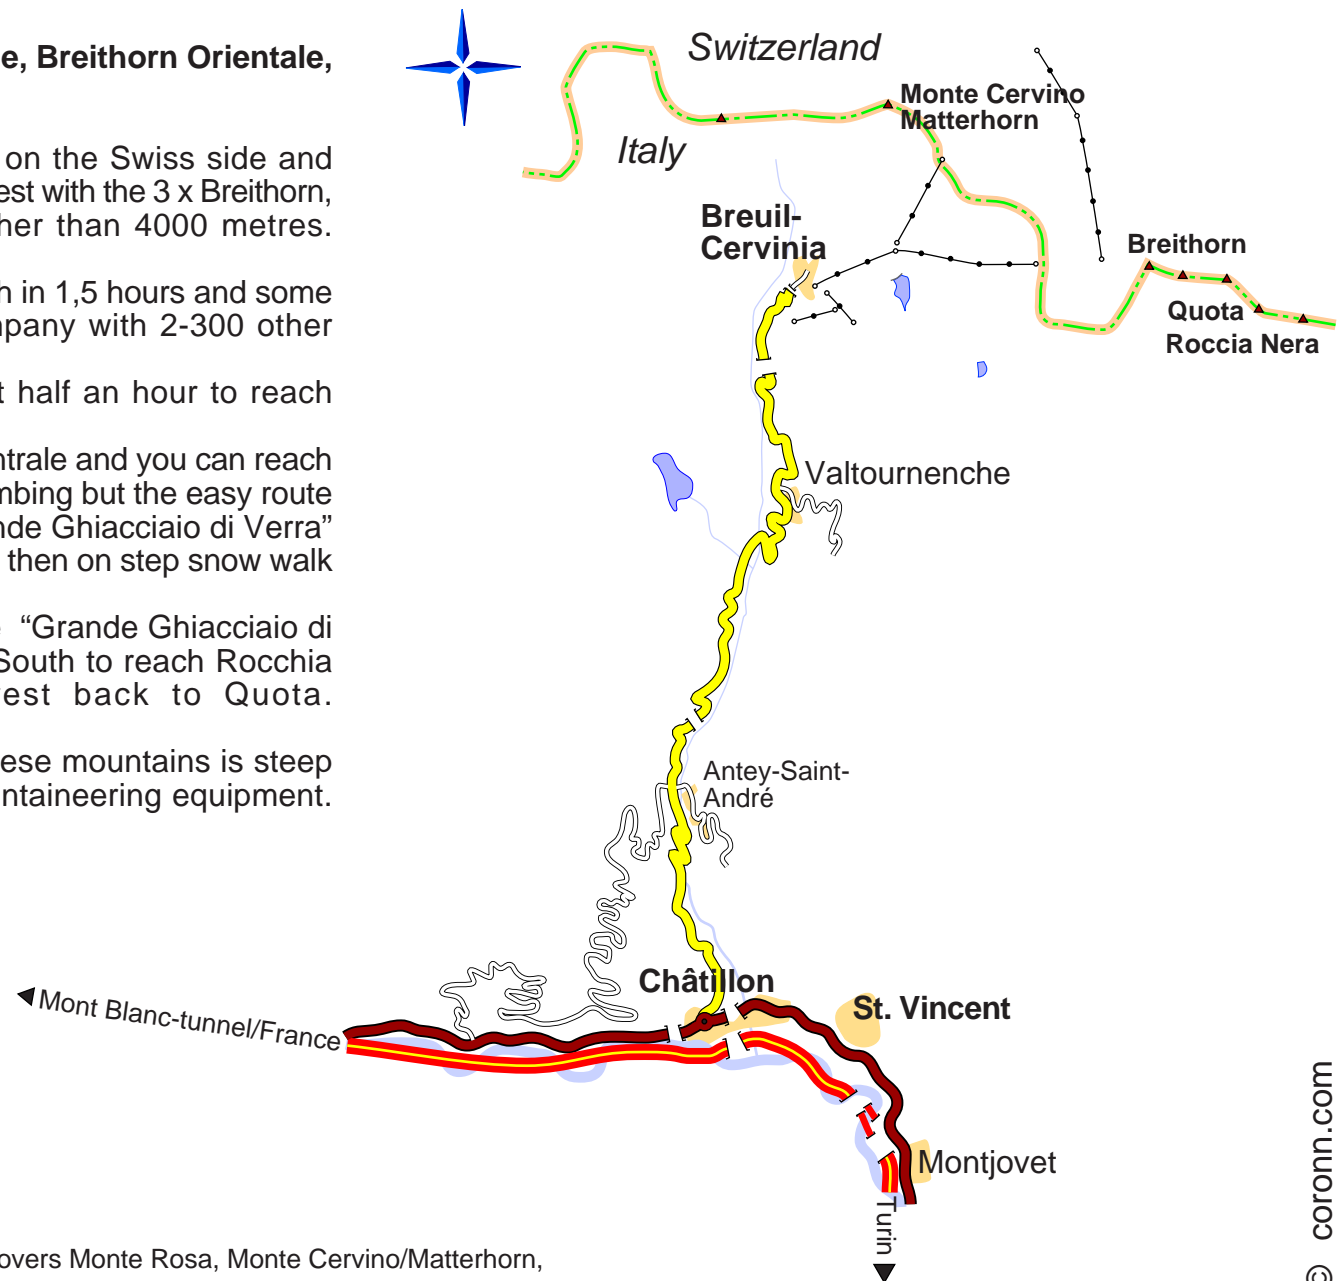 e, Breithorn Orientale,
on the Swiss side and
est with the 3 x Breithorn,
her than 4000 metres.
h in 1,5 hours and some
mpany with 2-300 other
t half an hour to reach
ntrale and you can reach
mbing but the easy route
nde Ghiacciaio di Verra”
then on step snow walk
“Grande Ghiacciaio di
South to reach Rocchia
est back to Quota.
ese mountains is steep
ntaineering equipment.
overs Monte Rosa, Monte Cervino/Matterhorn,
Switzerland
Italy
Monte Cervino
Matterhorn
Breuil-
Cervinia
Breithorn
Quota
Roccia Nera
Valtournenche
Antey-Saint-
André
Châtillon
St. Vincent
Mont Blanc-tunnel/France
Montjovet
Turin
© coronn.com